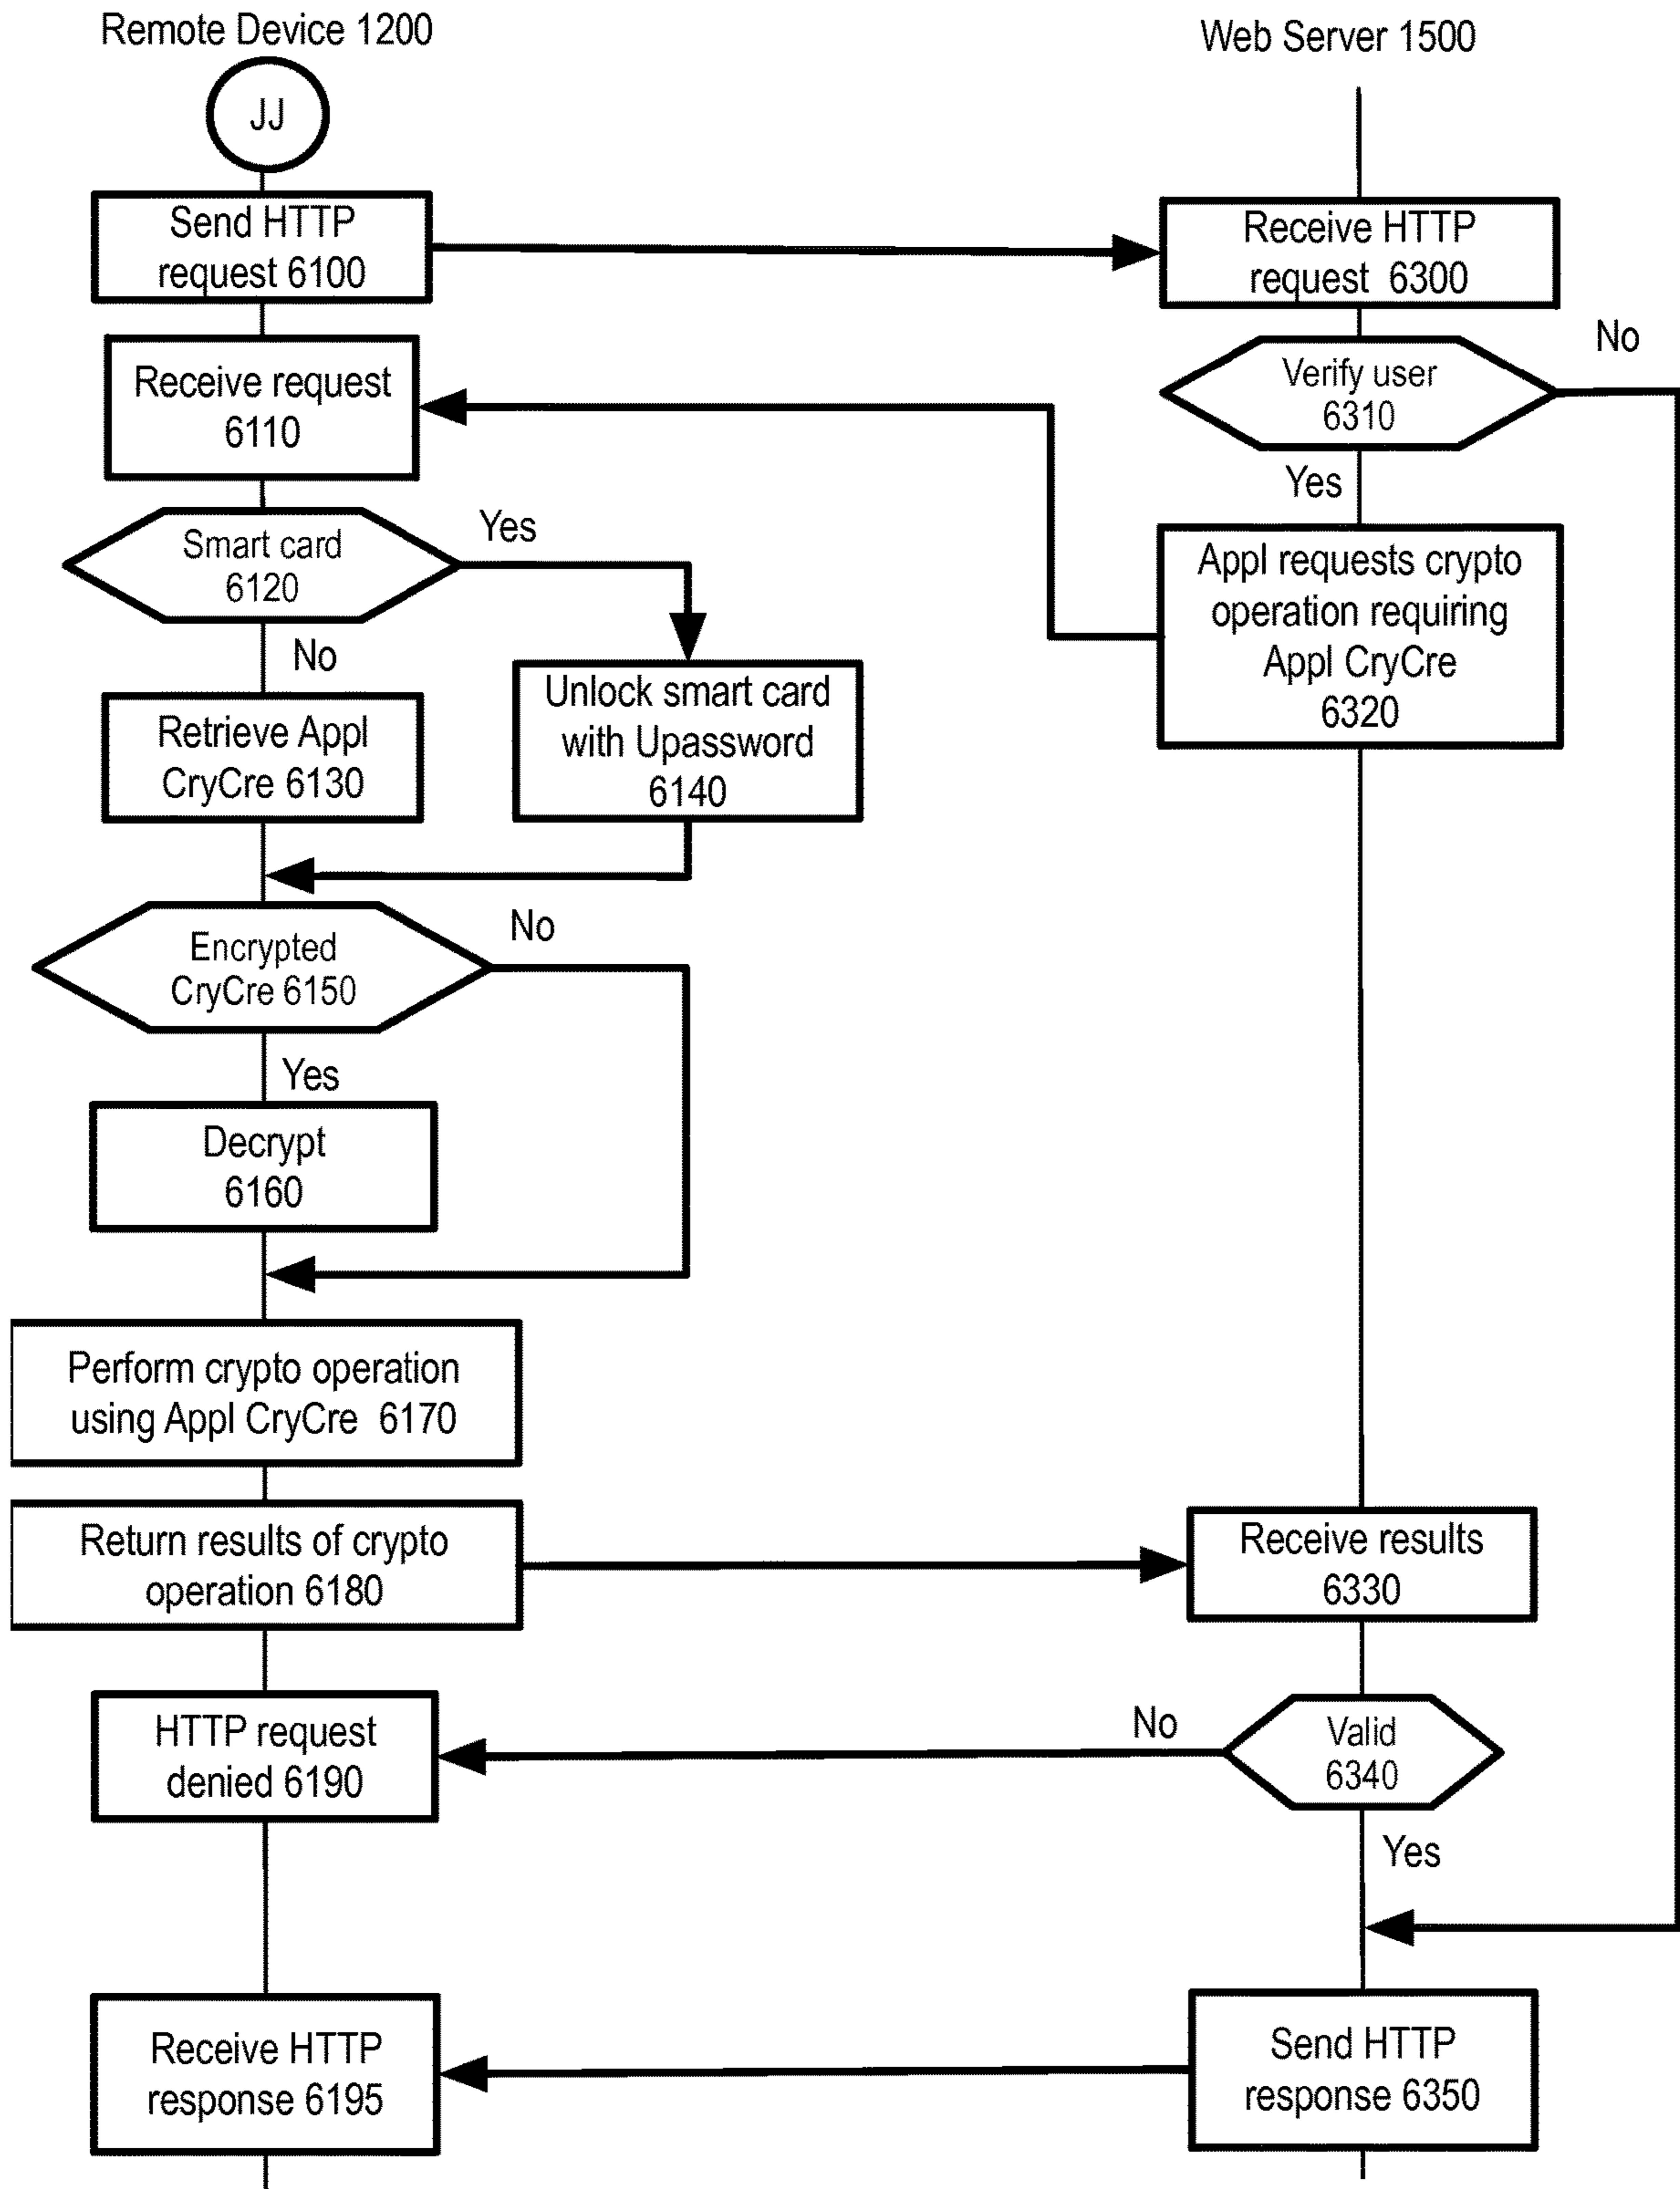 Remote Device 1200
Web Server 1500
JJ
Send HTTP
request 6100
Receive HTTP
request 6300
No
Receive request
6110
Verify user
6310
Yes
Smart card
6120
Yes
Appl requests crypto
operation requiring
Appl CryCre
6320
No
Retrieve Appl
CryCre 6130
Unlock smart card
with Upassword
6140
Encrypted
CryCre 6150
No
Yes
Decrypt
6160
Perform crypto operation
using Appl CryCre 6170
Return results of crypto
operation 6180
Receive results
6330
HTTP request
denied 6190
No
Valid
6340
Yes
Receive HTTP
response 6195
Send HTTP
response 6350